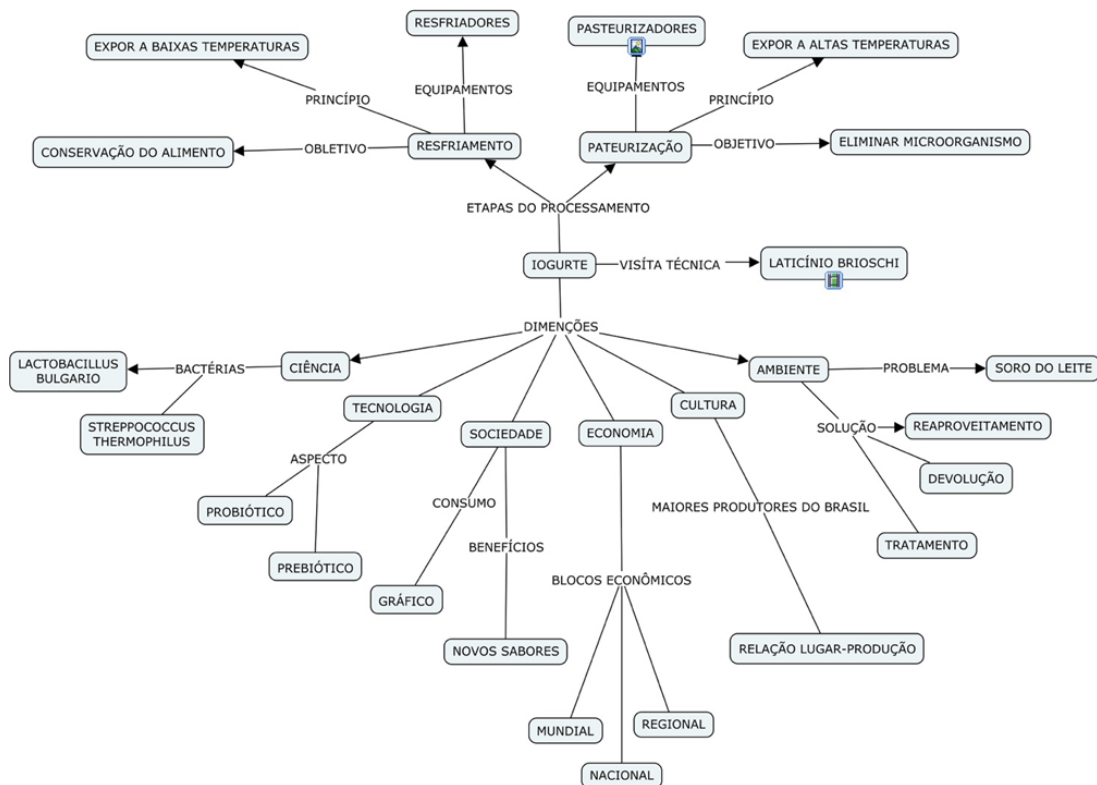 RESFRIADORES
PASTEURIZADORES
EXPOR A BAIXAS TEMPERATURAS
EXPOR A ALTAS TEMPERATURAS
EQUIPAMENTOS
EQUIPAMENTOS
PRINCÍPIO
PRINCÍPIO
CONSERVAÇÃO DO ALIMENTO
OBLETIVO
RESFRIAMENTO
PATEURIZAÇÃO
OBJETIVO
ELIMINAR MICROORGANISMO
ETAPAS DO PROCESSAMENTO
IOGURTE
VISÍTA TÉCNICA
LATICÍNIO BRIOSCHI
DIMENÇÕES
LACTOBACILLUS
BULGARIO
BACTÉRIAS
CIÊNCIA
AMBIENTE
PROBLEMA
SORO DO LEITE
STREPPOCOCCUS
THERMOPHILUS
TECNOLOGIA
SOCIEDADE
ECONOMIA
CULTURA
SOLUÇÃO
REAPROVEITAMENTO
ASPECTO
DEVOLUÇÃO
PROBIÓTICO
CONSUMO
MAIORES PRODUTORES DO BRASIL
TRATAMENTO
PREBIÓTICO
BENEFÍCIOS
BLOCOS ECONÔMICOS
GRÁFICO
NOVOS SABORES
RELAÇÃO LUGAR-PRODUÇÃO
MUNDIAL
REGIONAL
NACIONAL